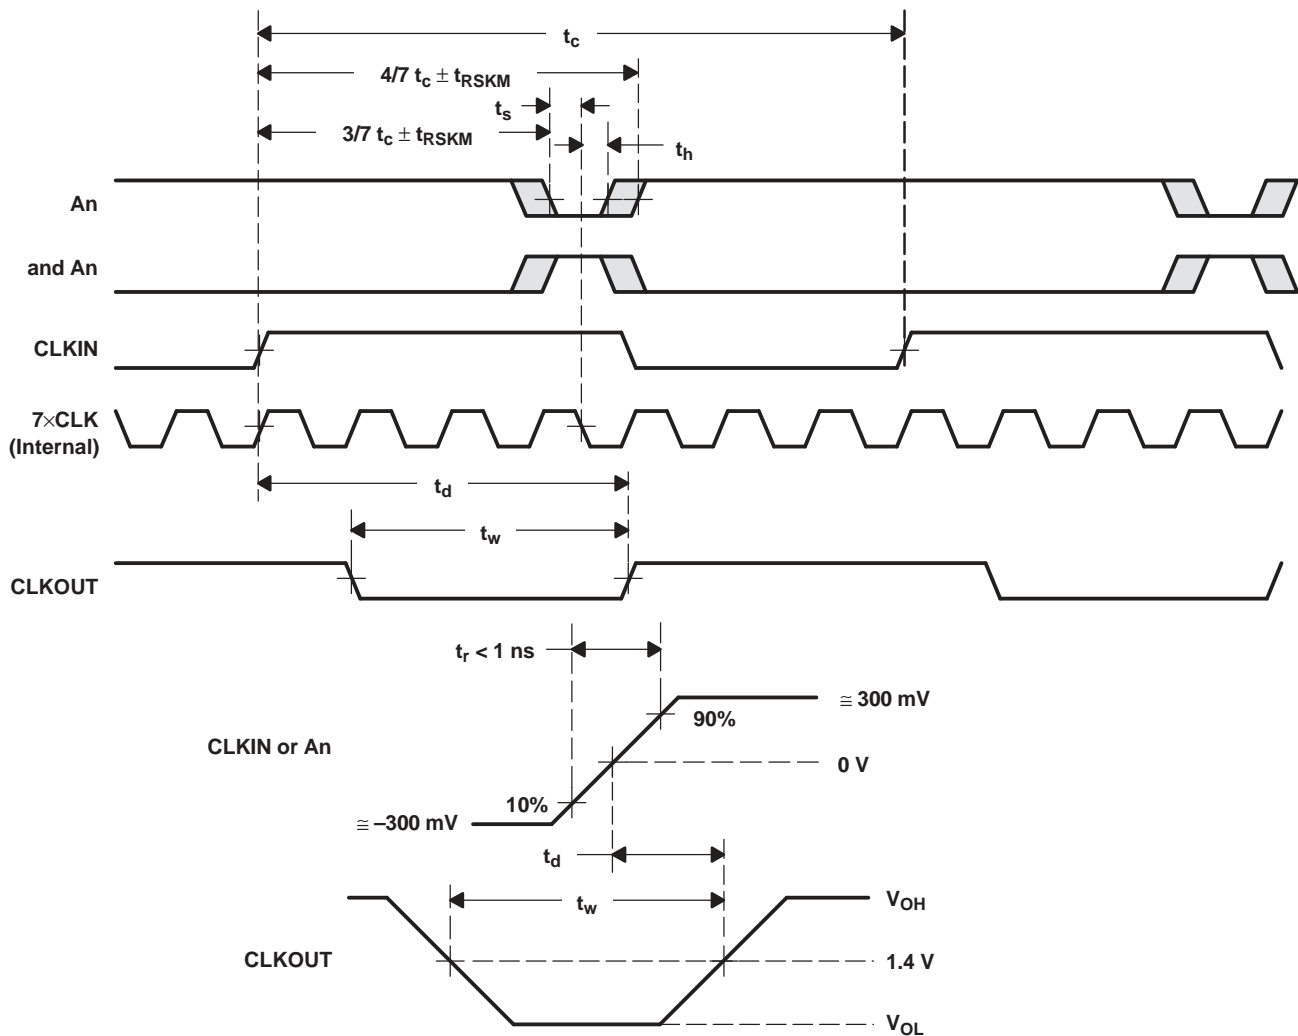 t_c
4/7 t_c ± t_RSKM
t_s
3/7 t_c ± t_RSKM
t_h
An
and An
CLKIN
7×CLK
(Internal)
t_d
t_w
CLKOUT
t_r < 1 ns
≅ 300 mV
90%
CLKIN or An
0 V
10%
≅ –300 mV
t_d
t_w
V_OH
CLKOUT
1.4 V
V_OL